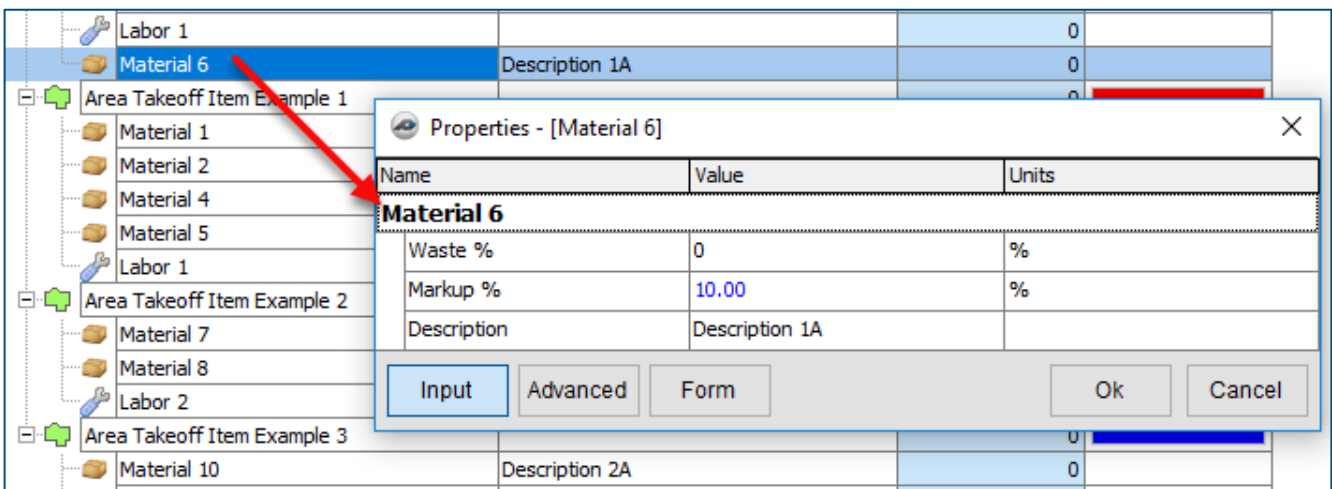 Labor 1 0
Material 6 Description 1A 0
Area Takeoff Item Example 1 0
Properties - [Material 6]
Material 1
Name Value Units
Material 2
Material 4
Material 6
Material 5
Waste % 0 %
Labor 1
Markup % 10.00 %
Area Takeoff Item Example 2
Description Description 1A
Material 7
Material 8
Input Advanced Form Ok Cancel
Labor 2
Area Takeoff Item Example 3 0
Material 10 Description 2A 0